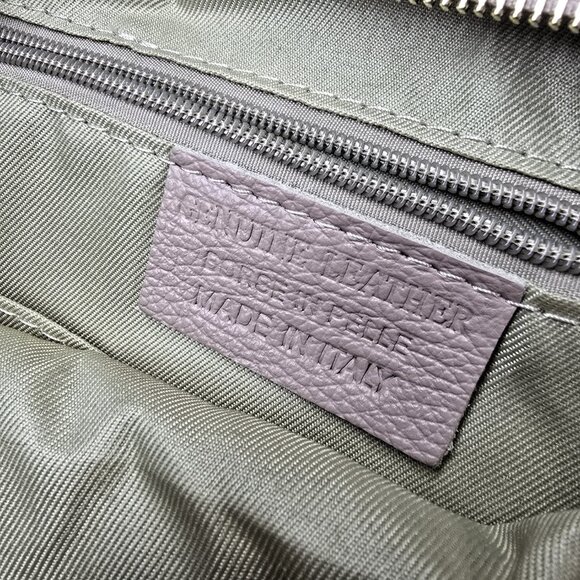 GENUINE LEATHER
BORSE IN PELLE
MADE IN ITALY